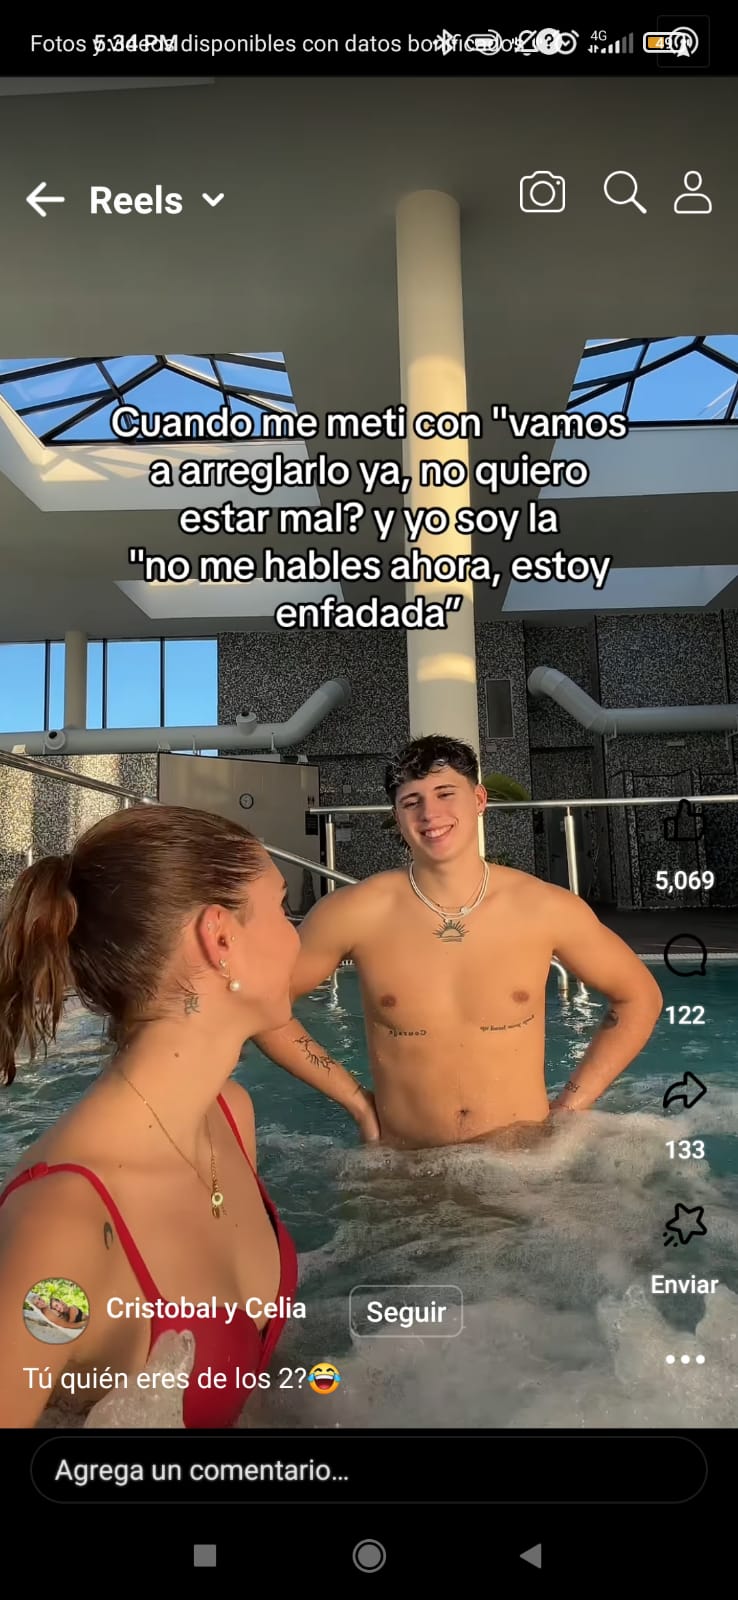 Fotos y videos disponibles con datos bonificados
5:34 PM
4G
49
Reels
Cuando me meti con "vamos
a arreglarlo ya, no quiero
estar mal? y yo soy la
"no me hables ahora, estoy
enfadada”
5,069
122
133
Enviar
Cristobal y Celia
Seguir
Tú quién eres de los 2?😂
Agrega un comentario...